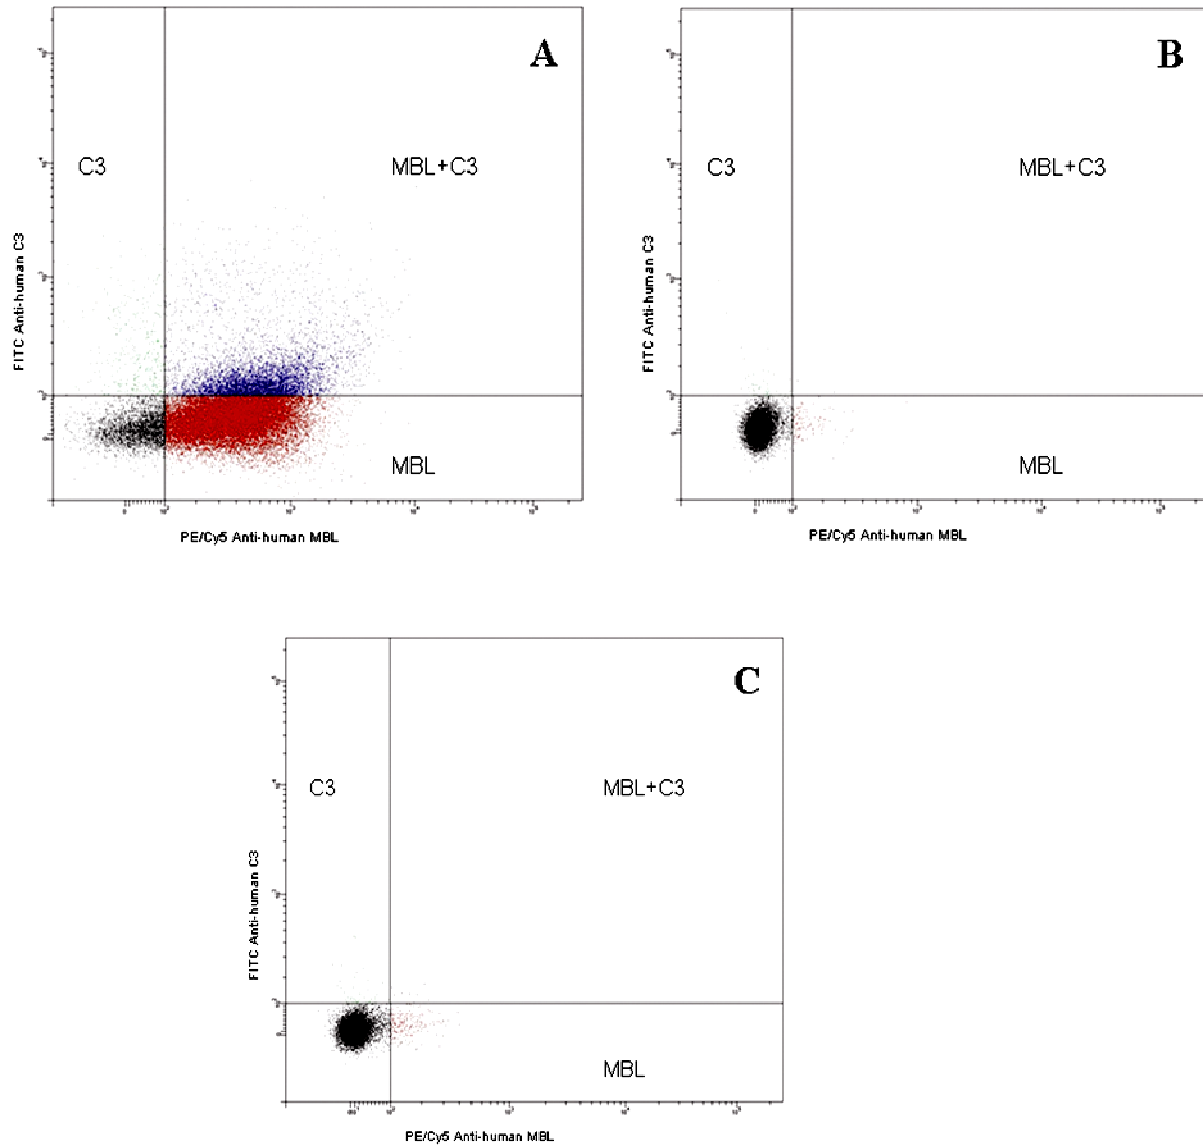 A
C3
MBL+C3
MBL
FITC Anti-human C3
PE/Cy5 Anti-human MBL
B
C3
MBL+C3
MBL
FITC Anti-human C3
PE/Cy5 Anti-human MBL
C
C3
MBL+C3
MBL
FITC Anti-human C3
PE/Cy5 Anti-human MBL